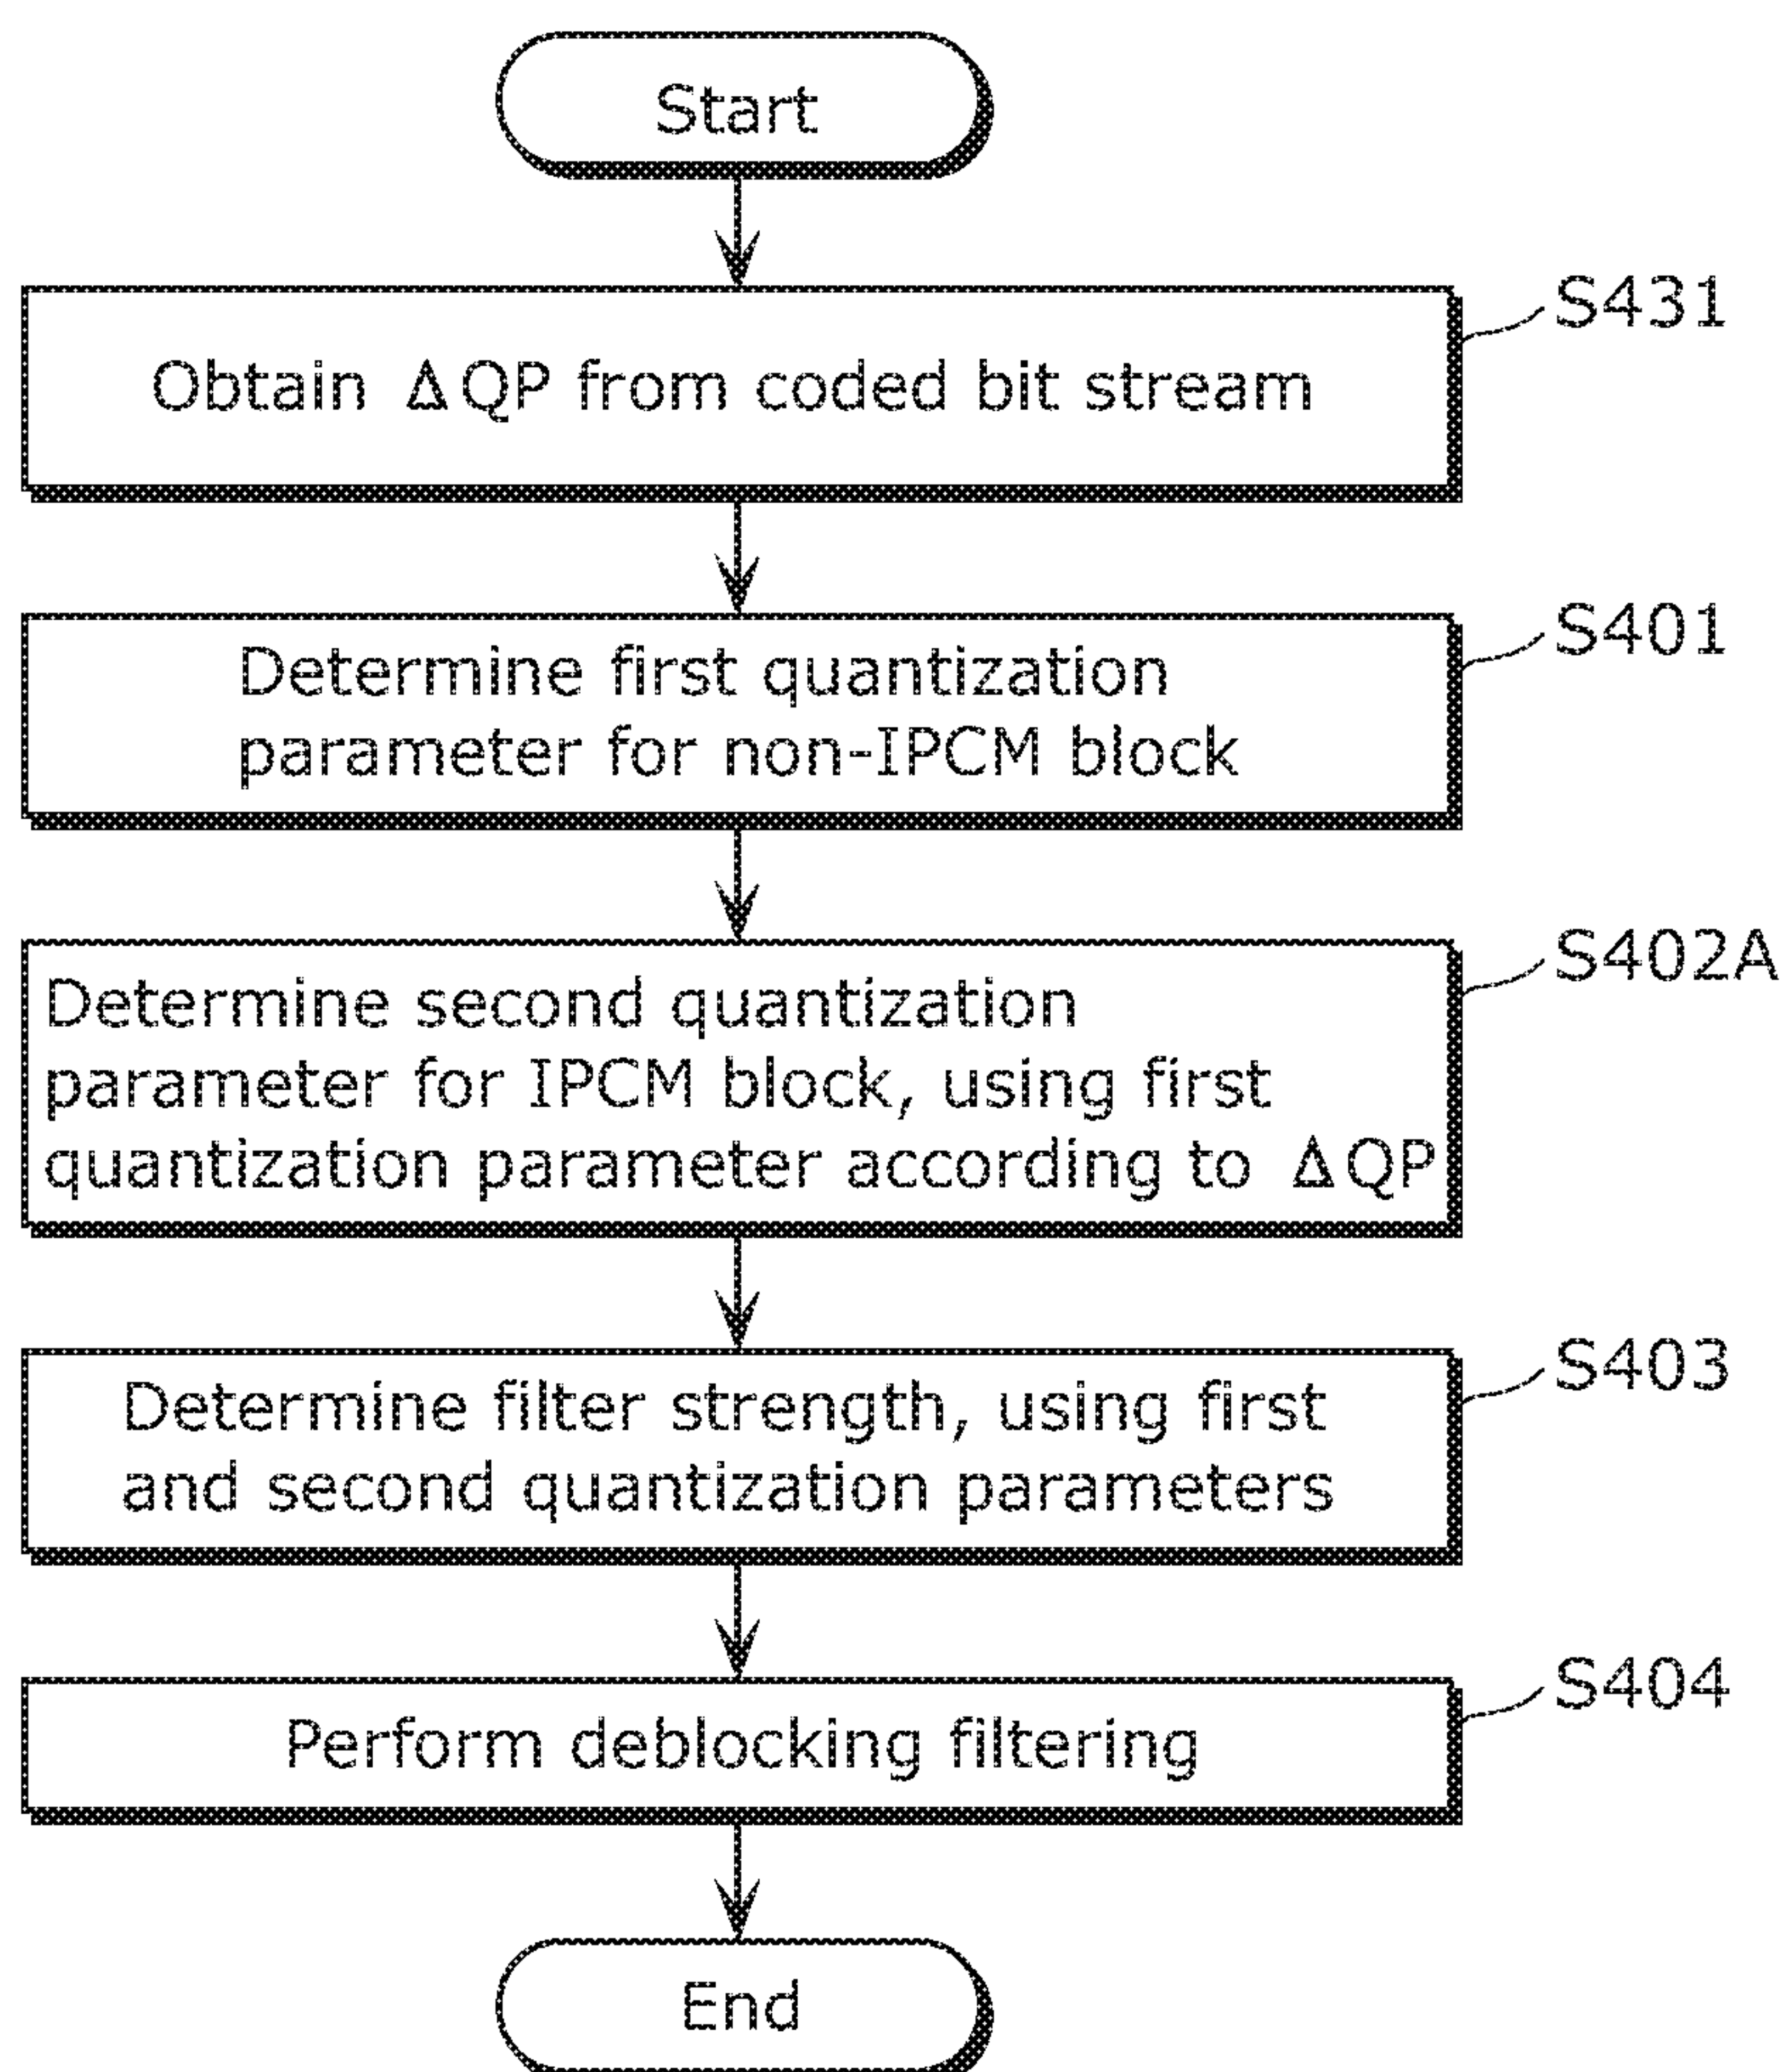 Start
S431
Obtain ΔQP from coded bit stream
S401
Determine first quantization
parameter for non-IPCM block
S402A
Determine second quantization
parameter for IPCM block, using first
quantization parameter according to ΔQP
S403
Determine filter strength, using first
and second quantization parameters
S404
Perform deblocking filtering
End